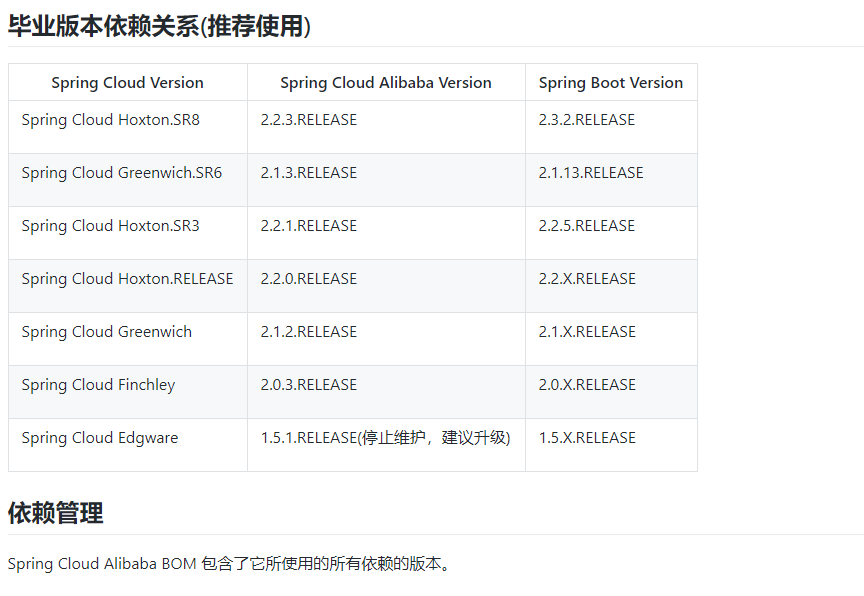 毕业版本依赖关系(推荐使用)
Spring Cloud Version Spring Cloud Alibaba Version Spring Boot Version
Spring Cloud Hoxton.SR8 2.2.3.RELEASE 2.3.2.RELEASE
Spring Cloud Greenwich.SR6 2.1.3.RELEASE 2.1.13.RELEASE
Spring Cloud Hoxton.SR3 2.2.1.RELEASE 2.2.5.RELEASE
Spring Cloud Hoxton.RELEASE 2.2.0.RELEASE 2.2.X.RELEASE
Spring Cloud Greenwich 2.1.2.RELEASE 2.1.X.RELEASE
Spring Cloud Finchley 2.0.3.RELEASE 2.0.X.RELEASE
Spring Cloud Edgware 1.5.1.RELEASE(停止维护，建议升级) 1.5.X.RELEASE
依赖管理
Spring Cloud Alibaba BOM 包含了它所使用的所有依赖的版本。